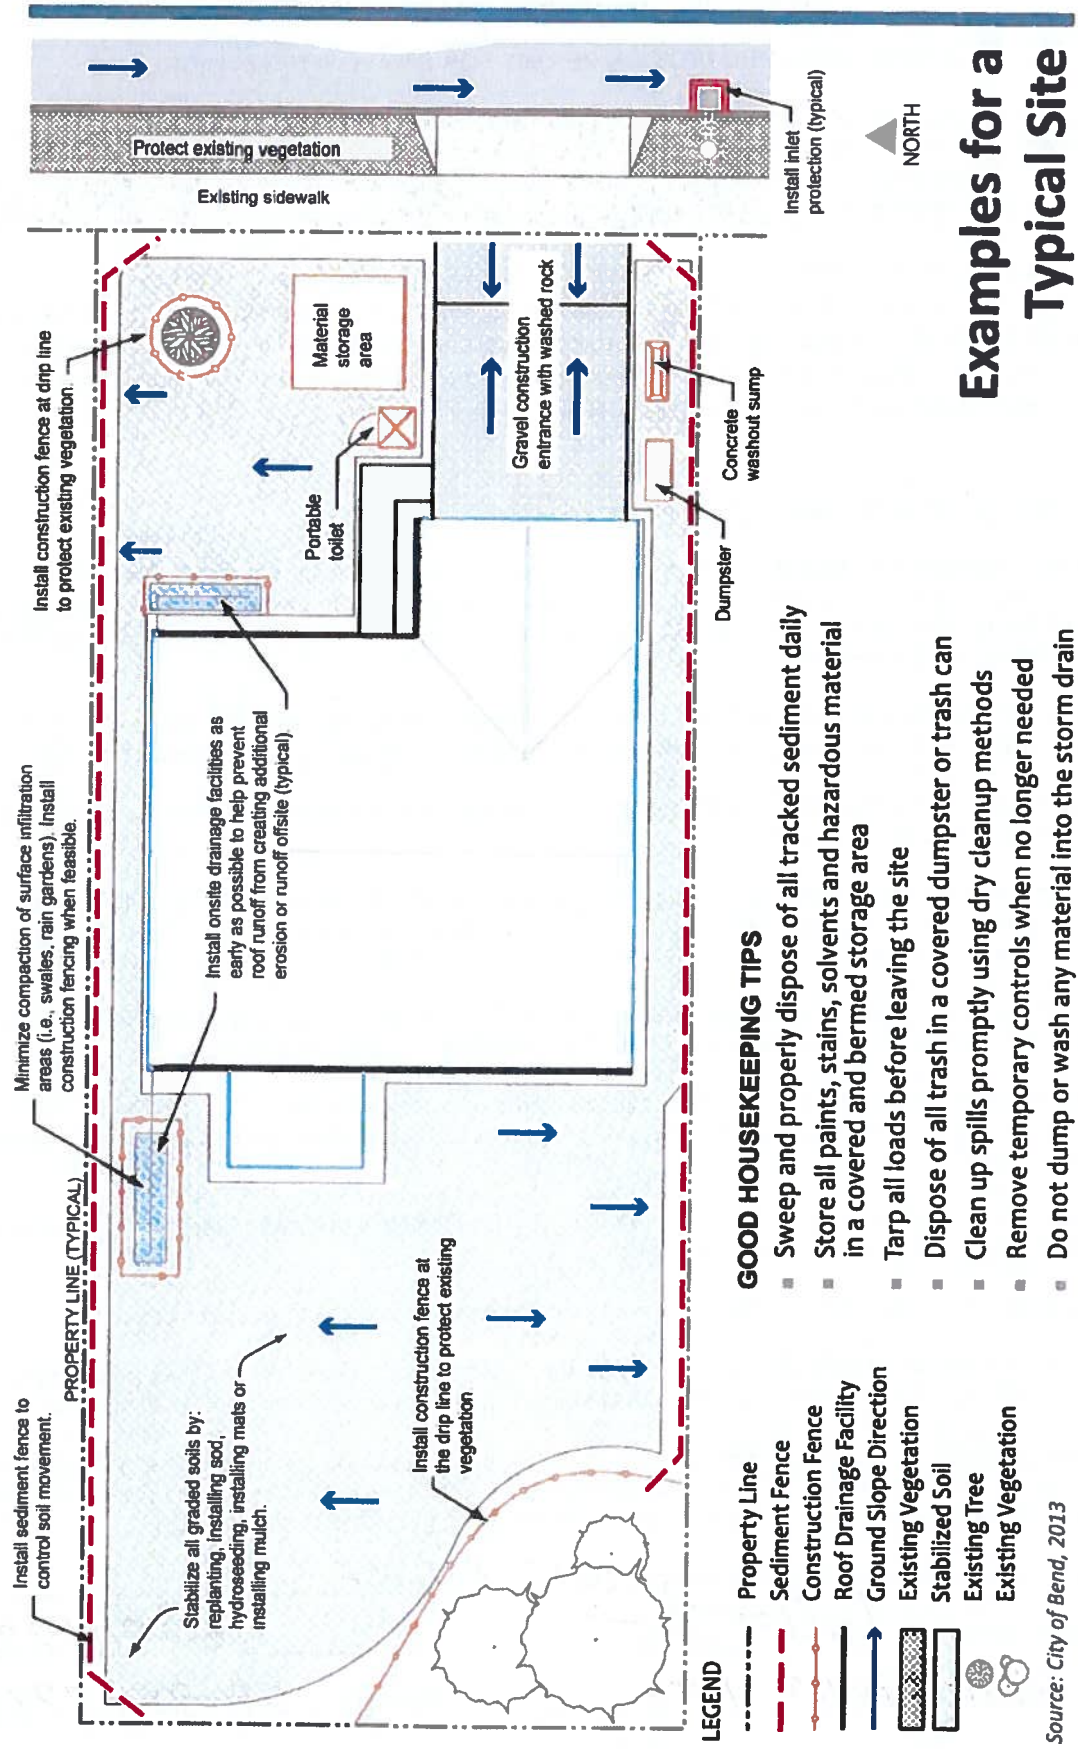 Examples for a
Typical Site
NORTH
Install sediment fence to
control soil movement.
PROPERTY LINE (TYPICAL)
Minimize compaction of surface infiltration
areas (i.e., swales, rain gardens). Install
construction fencing when feasible.
Install construction fence at drip line
to protect existing vegetation.
Protect existing vegetation
Existing sidewalk
Stabilize all graded soils by:
replanting, installing sod,
hydroseeding, installing mats or
installing mulch.
Install onsite drainage facilities as
early as possible to help prevent
roof runoff from creating additional
erosion or runoff offsite (typical).
Portable
toilet
Material
storage
area
Install construction fence at
the drip line to protect existing
vegetation
Gravel construction
entrance with washed rock
Dumpster
Concrete
washout sump
Install inlet
protection (typical)
LEGEND
Property Line
Sediment Fence
Construction Fence
Roof Drainage Facility
Ground Slope Direction
Existing Vegetation
Stabilized Soil
Existing Tree
Existing Vegetation
GOOD HOUSEKEEPING TIPS
Sweep and properly dispose of all tracked sediment daily
Store all paints, stains, solvents and hazardous material
in a covered and bermed storage area
Tarp all loads before leaving the site
Dispose of all trash in a covered dumpster or trash can
Clean up spills promptly using dry cleanup methods
Remove temporary controls when no longer needed
Do not dump or wash any material into the storm drain
Source: City of Bend, 2013